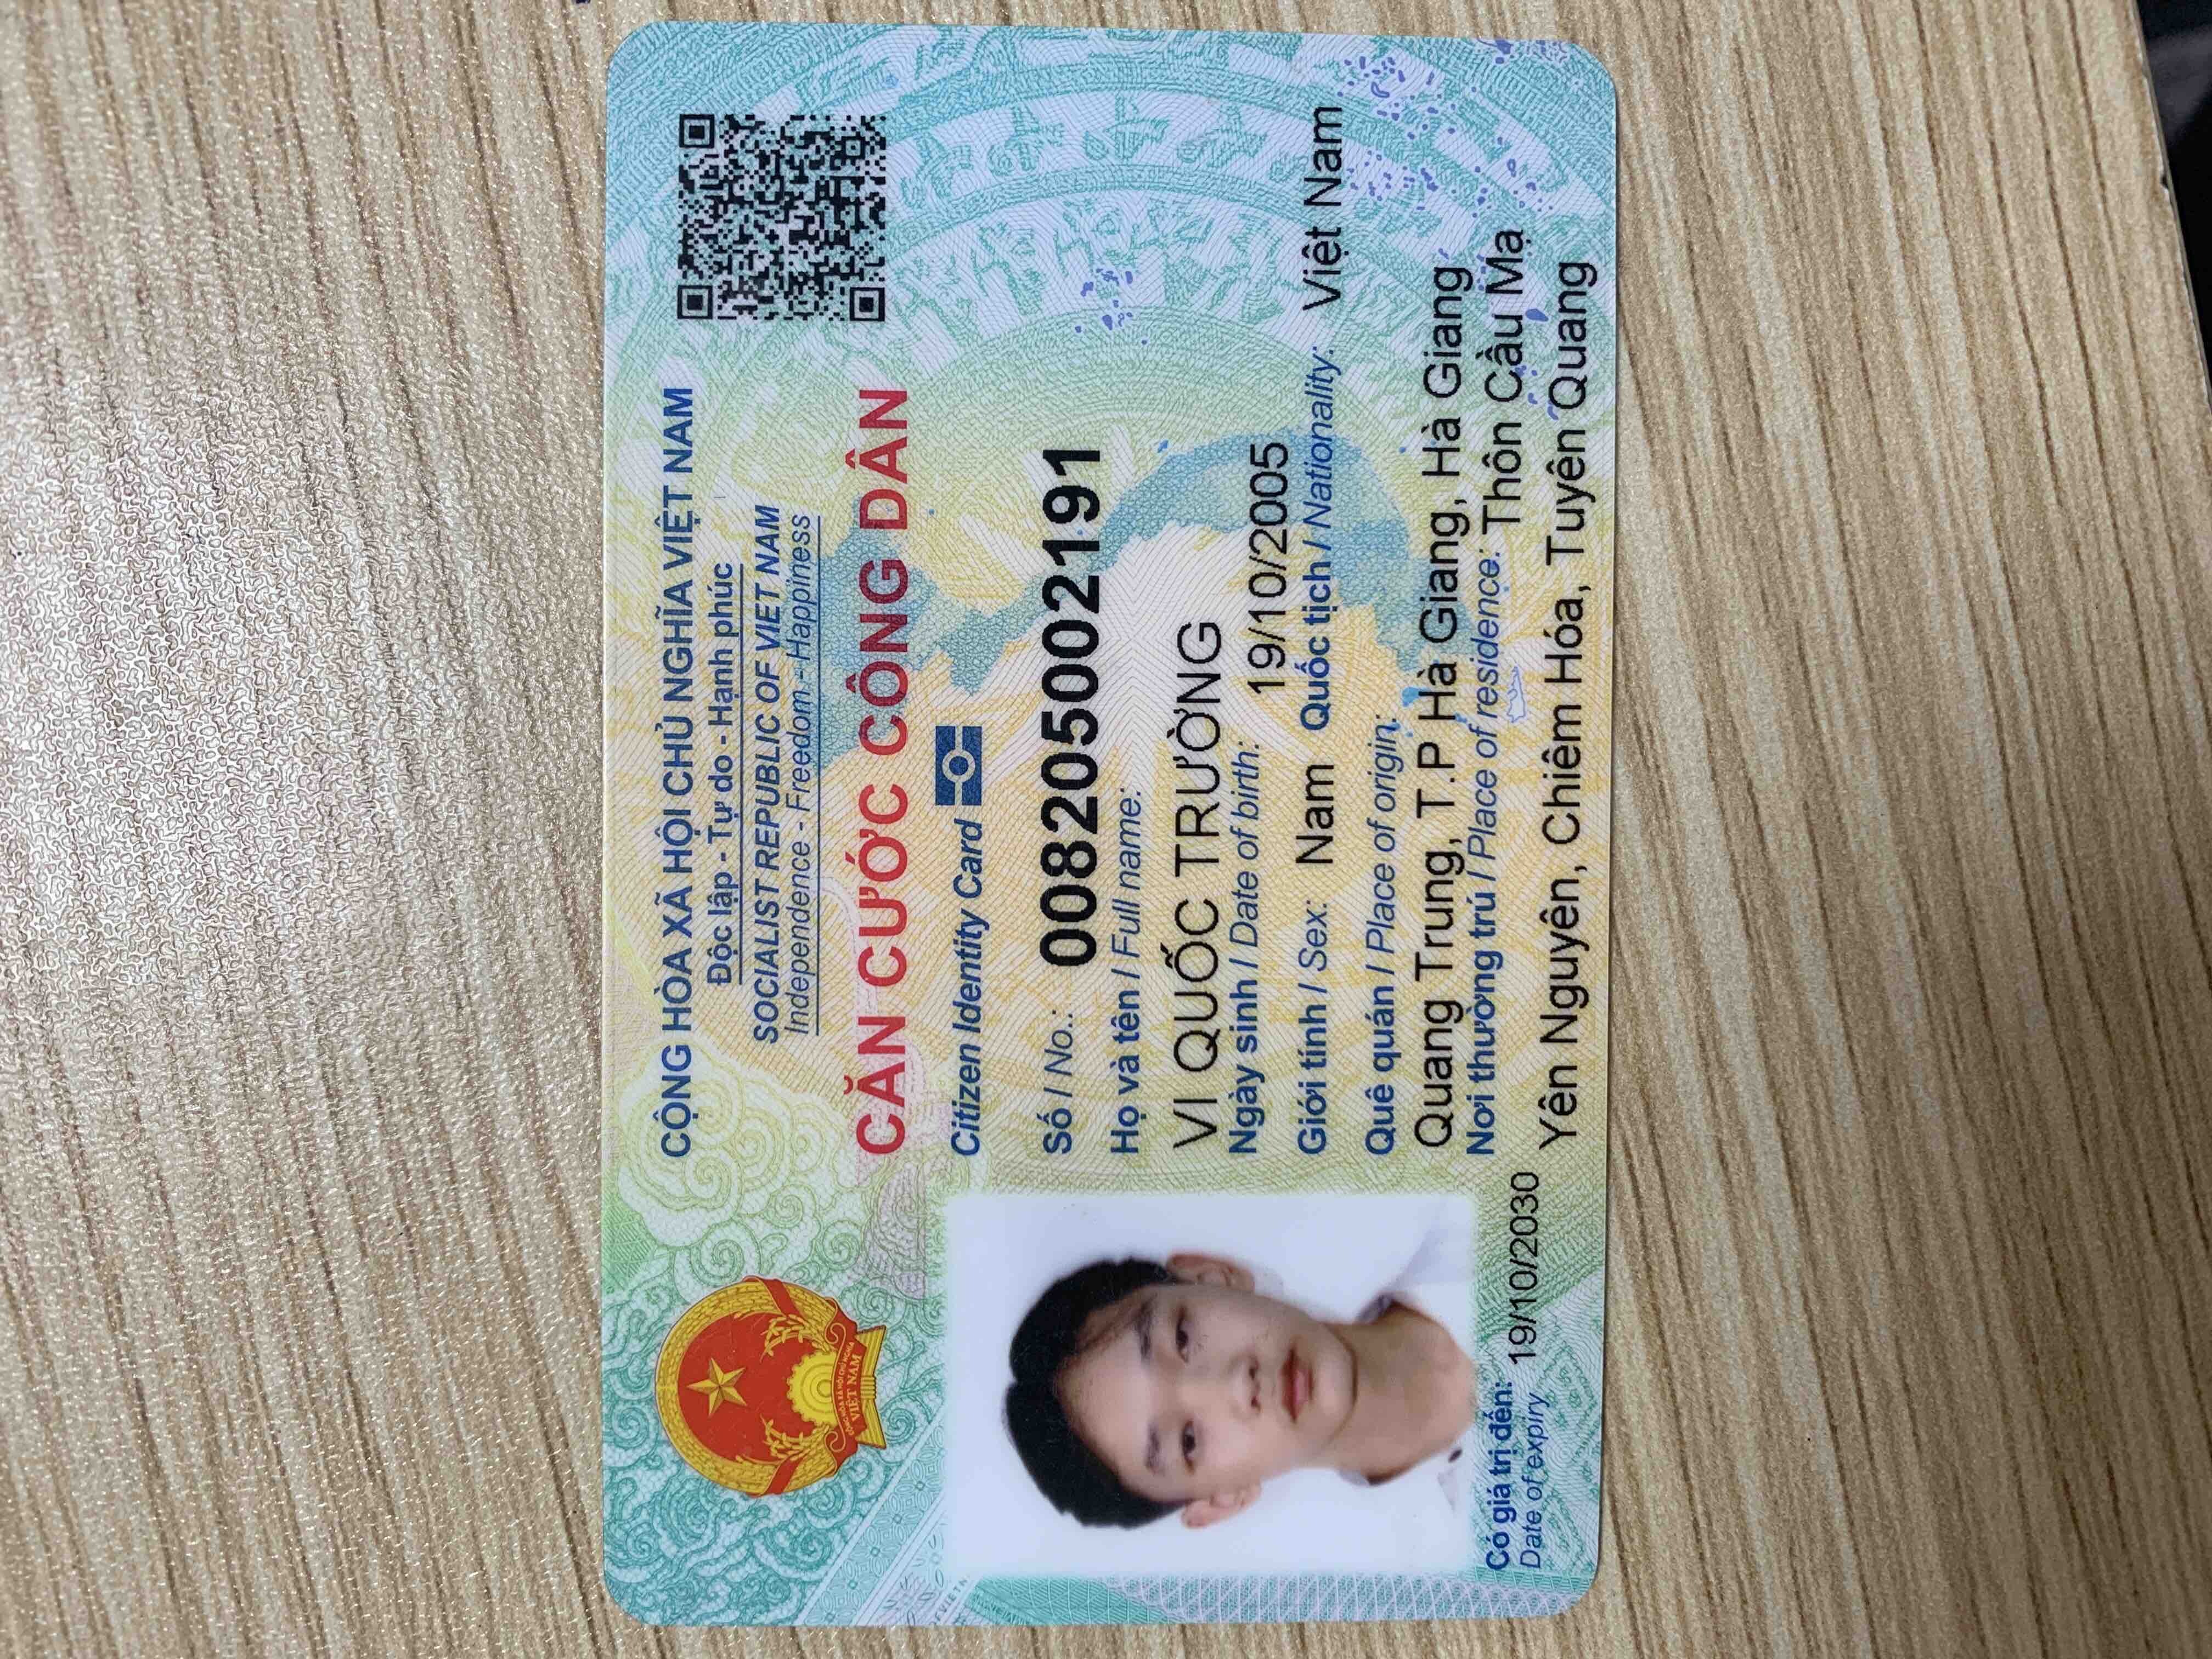 CỘNG HÒA XÃ HỘI CHỦ NGHĨA VIỆT NAM
Độc lập - Tự do - Hạnh phúc
SOCIALIST REPUBLIC OF VIET NAM
Independence - Freedom - Happiness
CĂN CƯỚC CÔNG DÂN
Citizen Identity Card
Số / No.: 008205002191
Họ và tên / Full name:
VI QUỐC TRƯỜNG
Ngày sinh / Date of birth: 19/10/2005
Giới tính / Sex: Nam Quốc tịch / Nationality: Việt Nam
Quê quán / Place of origin:
Quang Trung, T.P Hà Giang, Hà Giang
Nơi thường trú / Place of residence: Thôn Cầu Mạ
Yên Nguyên, Chiêm Hóa, Tuyên Quang
Có giá trị đến: 19/10/2030
Date of expiry
VIỆT NAM